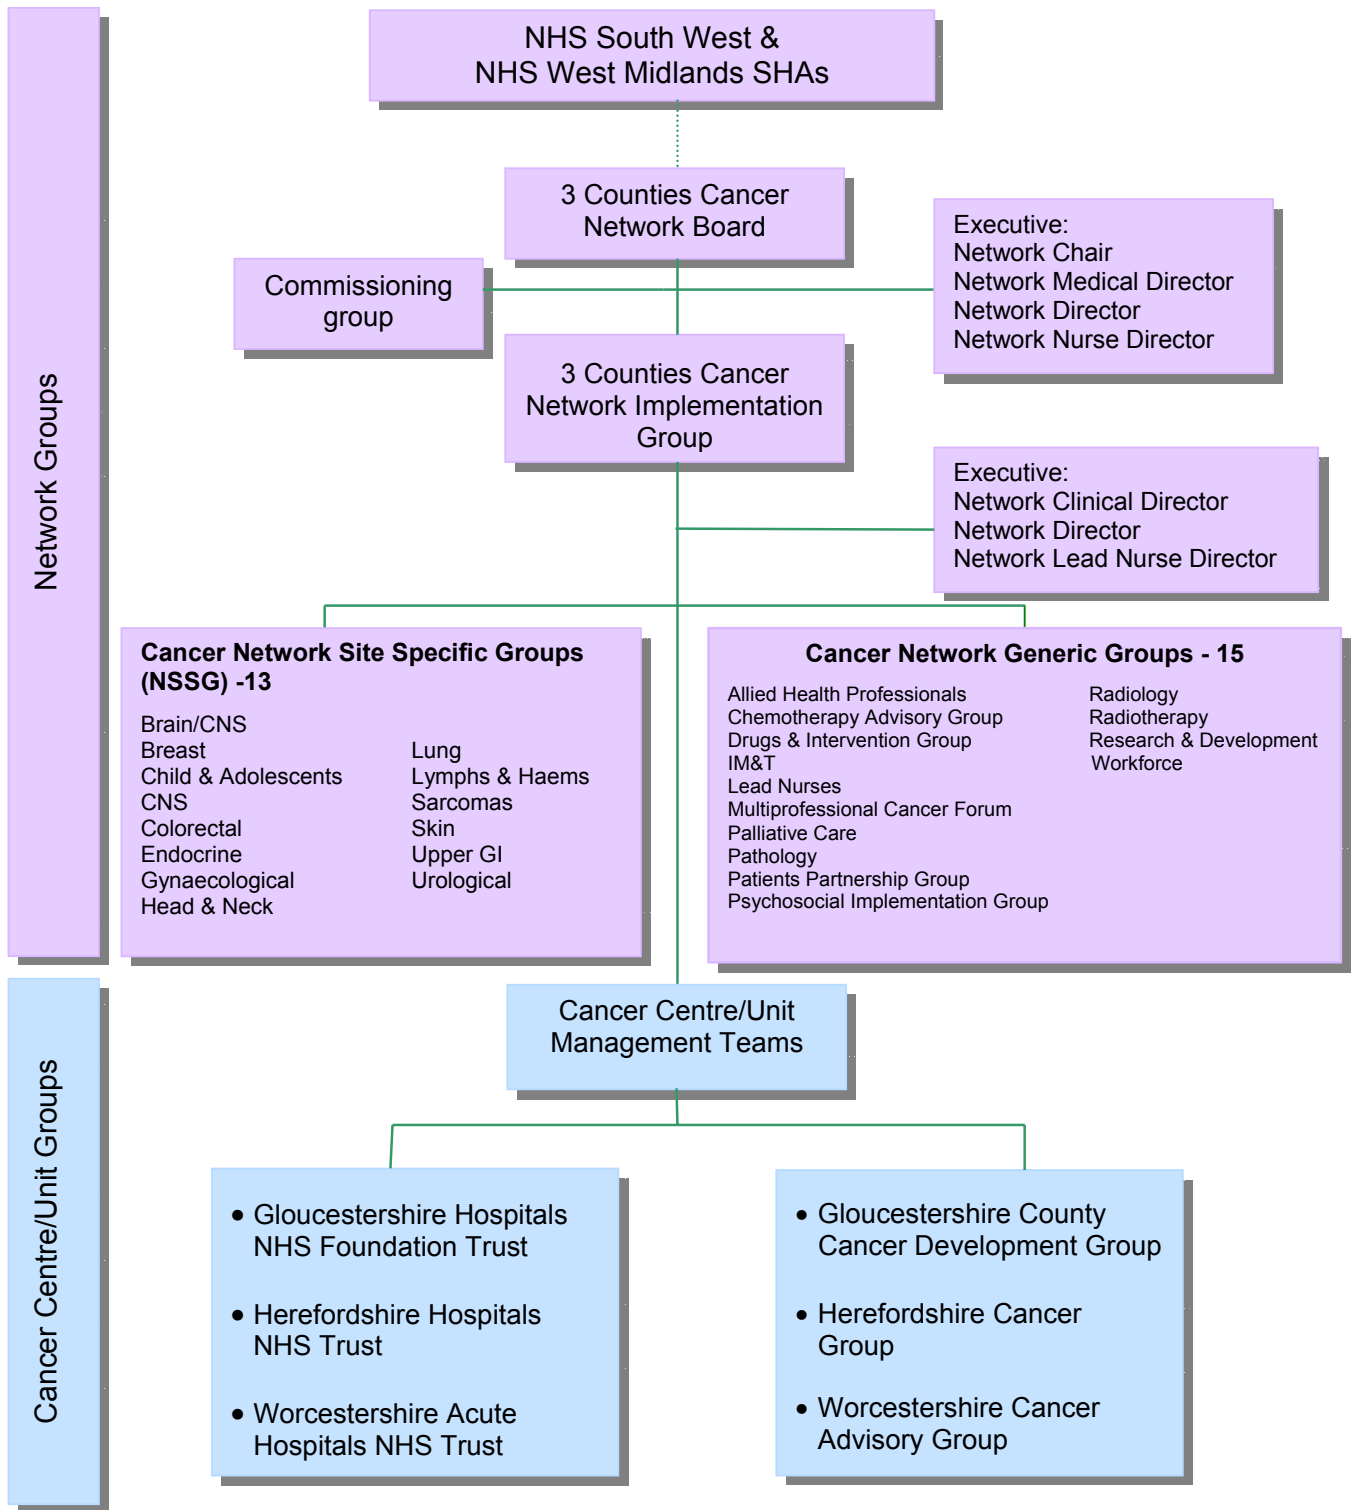 NHS South West &
NHS West Midlands SHAs
3 Counties Cancer
Network Board
Executive:
Network Chair
Network Medical Director
Network Director
Network Nurse Director
Commissioning
group
3 Counties Cancer
Network Implementation
Group
Executive:
Network Clinical Director
Network Director
Network Lead Nurse Director
Network Groups
Cancer Network Site Specific Groups
(NSSG) -13
Brain/CNS
Breast
Child & Adolescents
CNS
Colorectal
Endocrine
Gynaecological
Head & Neck
Lung
Lymphs & Haems
Sarcomas
Skin
Upper GI
Urological
Cancer Network Generic Groups - 15
Allied Health Professionals
Chemotherapy Advisory Group
Drugs & Intervention Group
IM&T
Lead Nurses
Multiprofessional Cancer Forum
Palliative Care
Pathology
Patients Partnership Group
Psychosocial Implementation Group
Radiology
Radiotherapy
Research & Development
Workforce
Cancer Centre/Unit
Management Teams
Cancer Centre/Unit Groups
• Gloucestershire Hospitals
NHS Foundation Trust
• Herefordshire Hospitals
NHS Trust
• Worcestershire Acute
Hospitals NHS Trust
• Gloucestershire County
Cancer Development Group
• Herefordshire Cancer
Group
• Worcestershire Cancer
Advisory Group